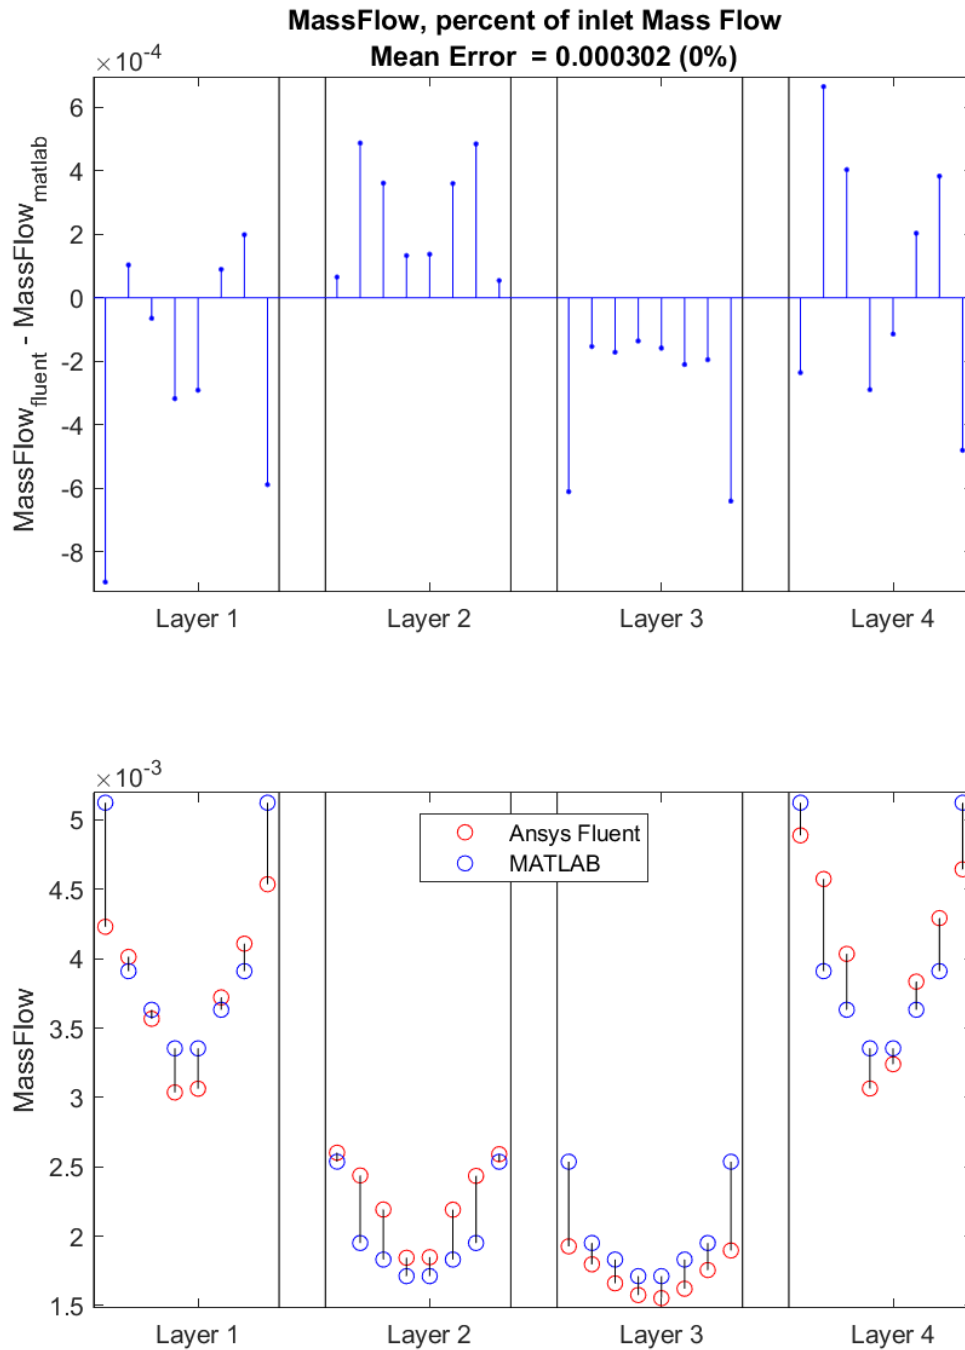 MassFlow, percent of inlet Mass Flow
Mean Error  = 0.000302 (0%)
×10-4
6
4
2
0
-2
-4
-6
-8
MassFlowfluent - MassFlowmatlab
Layer 1
Layer 2
Layer 3
Layer 4
×10-3
5
4.5
4
3.5
3
2.5
2
1.5
MassFlow
Ansys Fluent
MATLAB
Layer 1
Layer 2
Layer 3
Layer 4